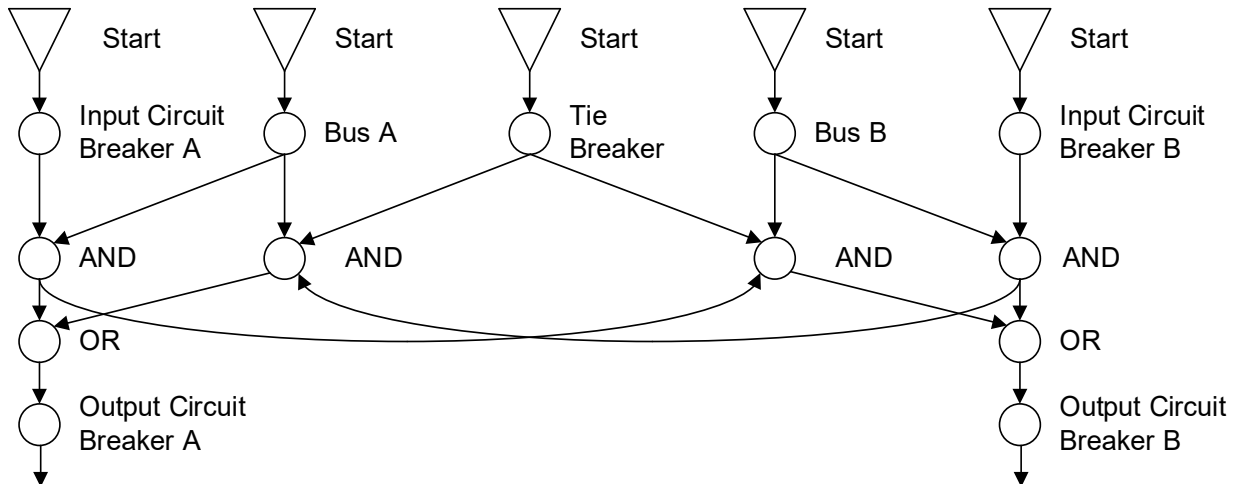 Start
Start
Start
Start
Start
Input Circuit
Breaker A
Bus A
Tie
Breaker
Bus B
Input Circuit
Breaker B
AND
AND
AND
AND
OR
OR
Output Circuit
Breaker A
Output Circuit
Breaker B